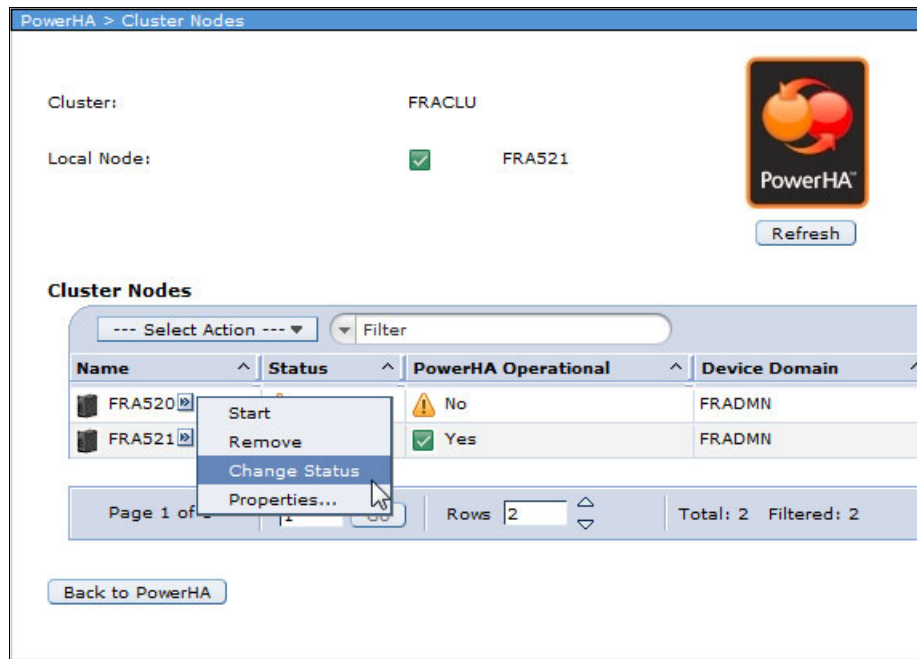 PowerHA > Cluster Nodes
Cluster: FRACLU
Local Node: FRA521
PowerHA™
Refresh
Cluster Nodes
--- Select Action --- Filter
Name Status PowerHA Operational Device Domain
FRA520 No FRADMN
FRA521 Yes FRADMN
Start
Remove
Change Status
Properties...
Page 1 of Rows 2 Total: 2 Filtered: 2
Back to PowerHA